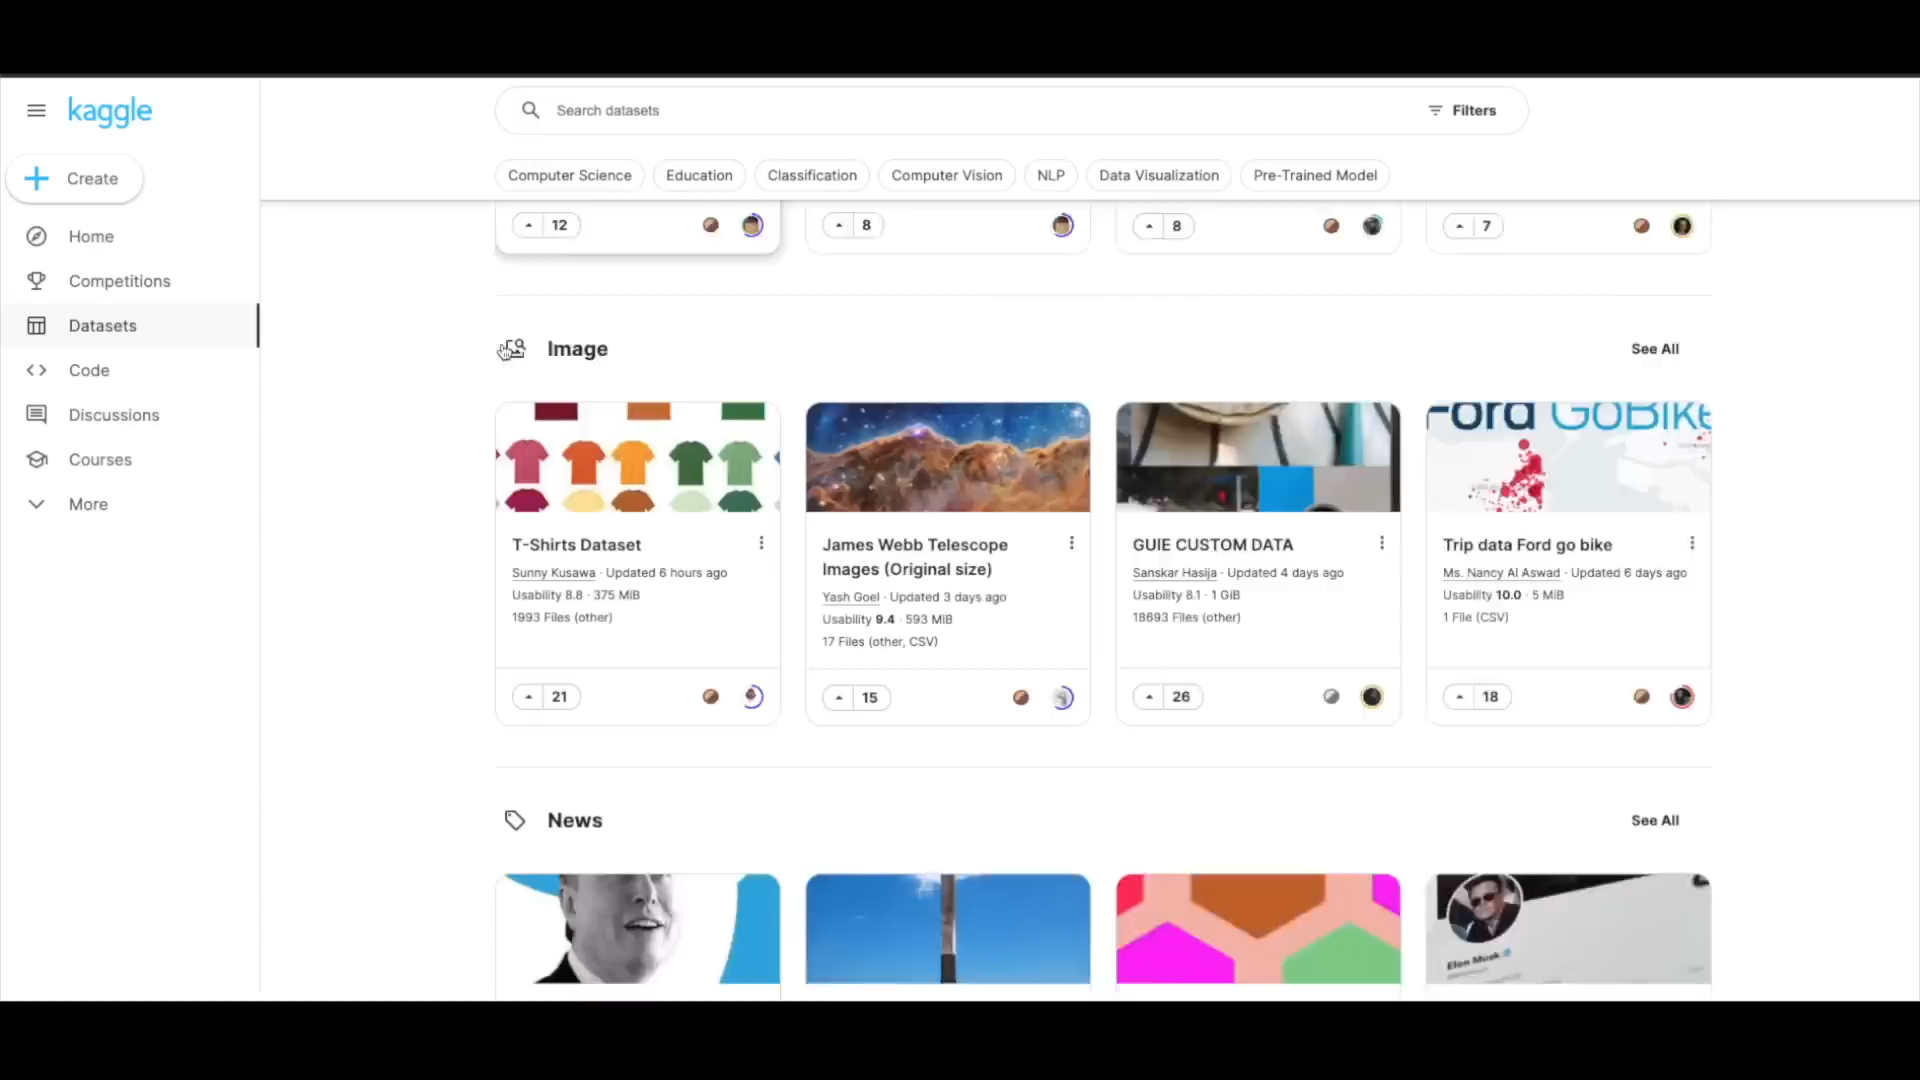 kaggle
Search datasets
Filters
Create
Computer Science
Education
Classification
Computer Vision
NLP
Data Visualization
Pre-Trained Model
Home
Competitions
Datasets
Code
Discussions
Courses
More
12
8
8
7
Image
See All
Ford GoBike
T-Shirts Dataset
Sunny Kusawa · Updated 6 hours ago
Usability 8.8 · 375 MiB
1993 Files (other)
21
James Webb Telescope
Images (Original size)
Yash Goel · Updated 3 days ago
Usability 9.4 · 593 MiB
17 Files (other, CSV)
15
GUIE CUSTOM DATA
Sanskar Hasija · Updated 4 days ago
Usability 8.1 · 1 GiB
18693 Files (other)
26
Trip data Ford go bike
Ms. Nancy Al Aswad · Updated 6 days ago
Usability 10.0 · 5 MiB
1 File (CSV)
18
News
See All
Elon Musk